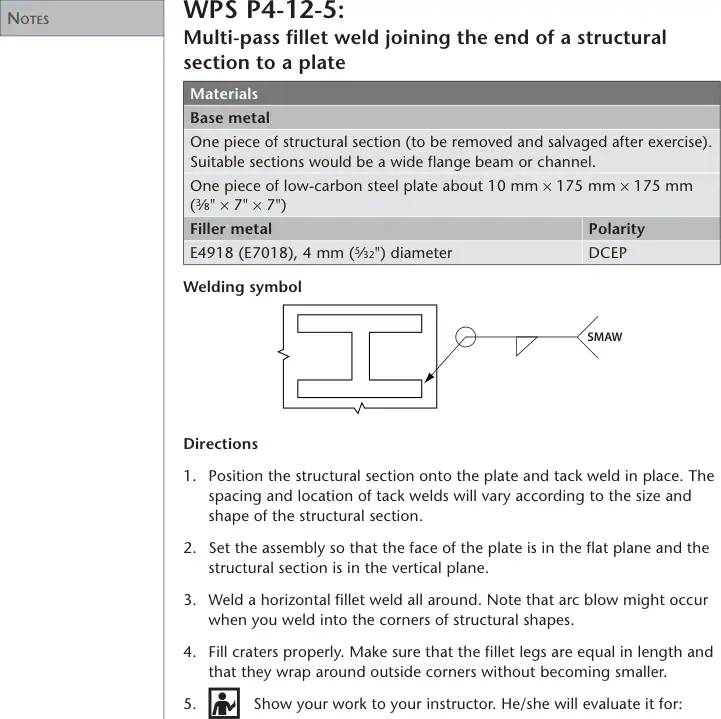 NOTES
WPS P4-12-5:
Multi-pass fillet weld joining the end of a structural
section to a plate
Materials
Base metal
One piece of structural section (to be removed and salvaged after exercise).
Suitable sections would be a wide flange beam or channel.
One piece of low-carbon steel plate about 10 mm × 175 mm × 175 mm
(3⁄8" × 7" × 7")
Filler metal Polarity
E4918 (E7018), 4 mm (5⁄32") diameter DCEP
Welding symbol
SMAW
Directions
1. Position the structural section onto the plate and tack weld in place. The
spacing and location of tack welds will vary according to the size and
shape of the structural section.
2. Set the assembly so that the face of the plate is in the flat plane and the
structural section is in the vertical plane.
3. Weld a horizontal fillet weld all around. Note that arc blow might occur
when you weld into the corners of structural shapes.
4. Fill craters properly. Make sure that the fillet legs are equal in length and
that they wrap around outside corners without becoming smaller.
5. Show your work to your instructor. He/she will evaluate it for: